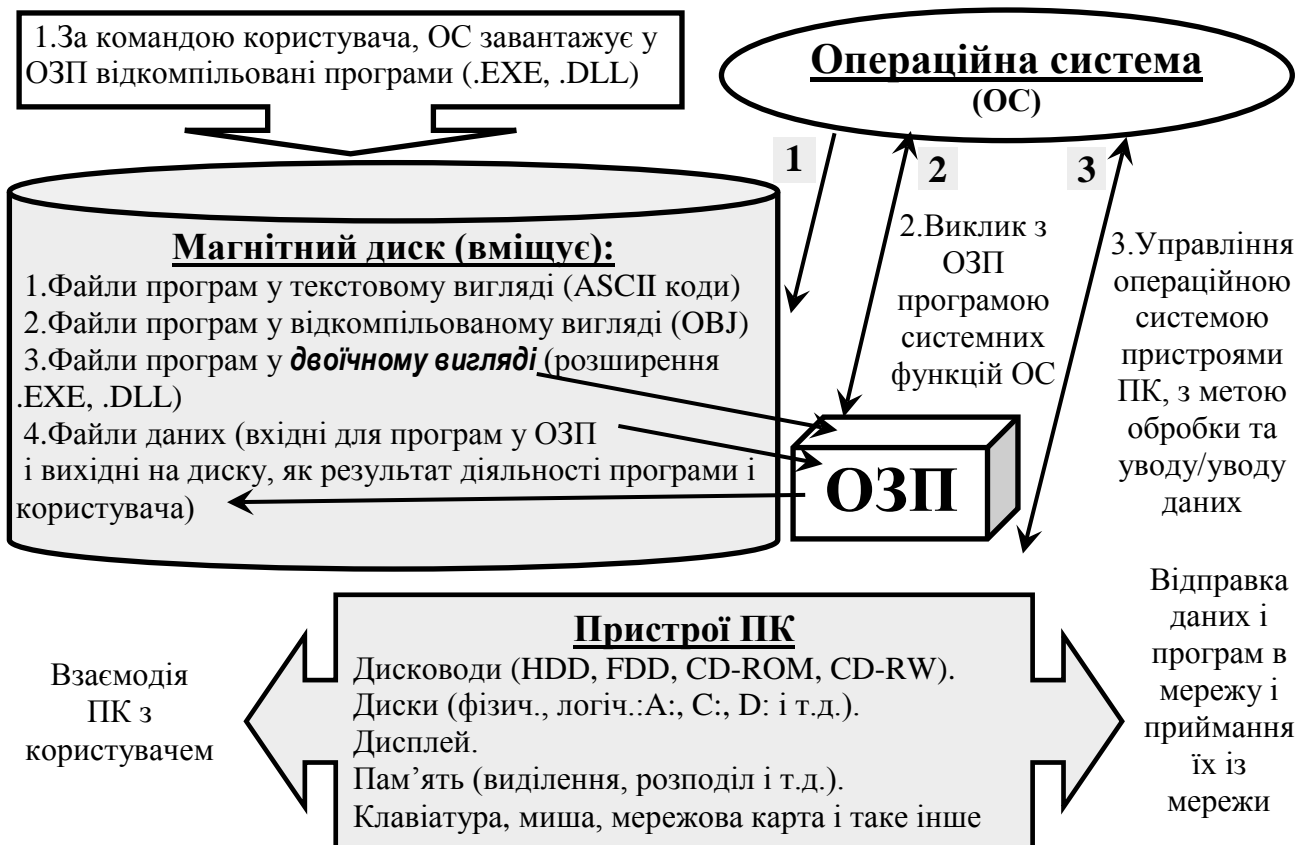 1.За командою користувача, ОС завантажує у
ОЗП відкомпільовані програми (.EXE, .DLL)
Операційна система
(ОС)
1
2
3
Магнітний диск (вміщує):
1.Файли програм у текстовому вигляді (ASCII коди)
2.Файли програм у відкомпільованому вигляді (OBJ)
3.Файли програм у двоїчному вигляді (розширення
.EXE, .DLL)
4.Файли даних (вхідні для програм у ОЗП
і вихідні на диску, як результат діяльності програми і
користувача)
2.Виклик з
ОЗП
програмою
системних
функцій ОС
3.Управління
операційною
системою
пристроями
ПК, з метою
обробки та
уводу/уводу
даних
ОЗП
Взаємодія
ПК з
користувачем
Пристрої ПК
Дисководи (HDD, FDD, CD-ROM, CD-RW).
Диски (фізич., логіч.:A:, C:, D: і т.д.).
Дисплей.
Пам’ять (виділення, розподіл і т.д.).
Клавіатура, миша, мережова карта і таке інше
Відправка
даних і
програм в
мережу і
приймання
їх із
мережи